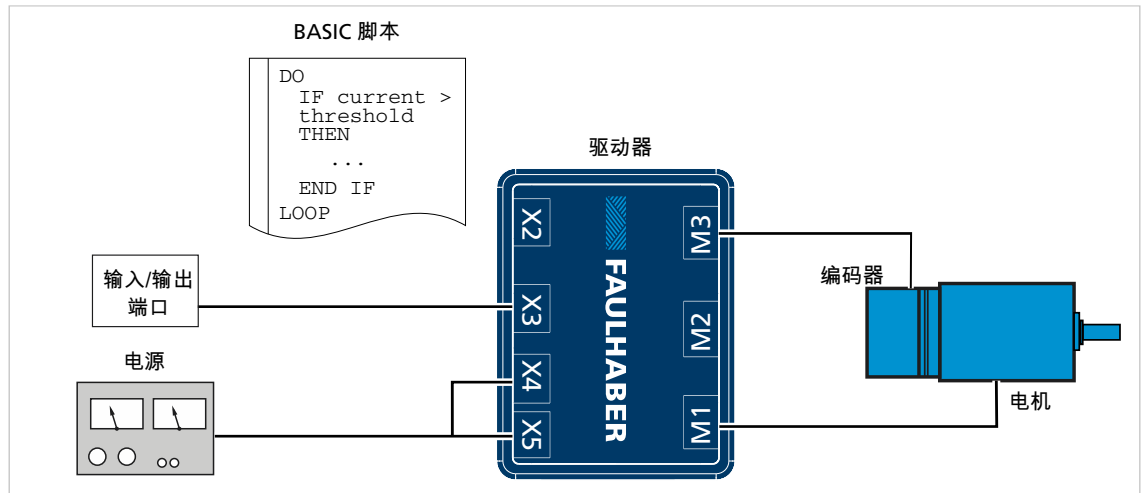 BASIC 脚本
DO
IF current >
threshold
THEN
...
END IF
LOOP
驱动器
X2
X3
X4
X5
FAULHABER
M3
M2
M1
输入/输出
端口
电源
编码器
电机